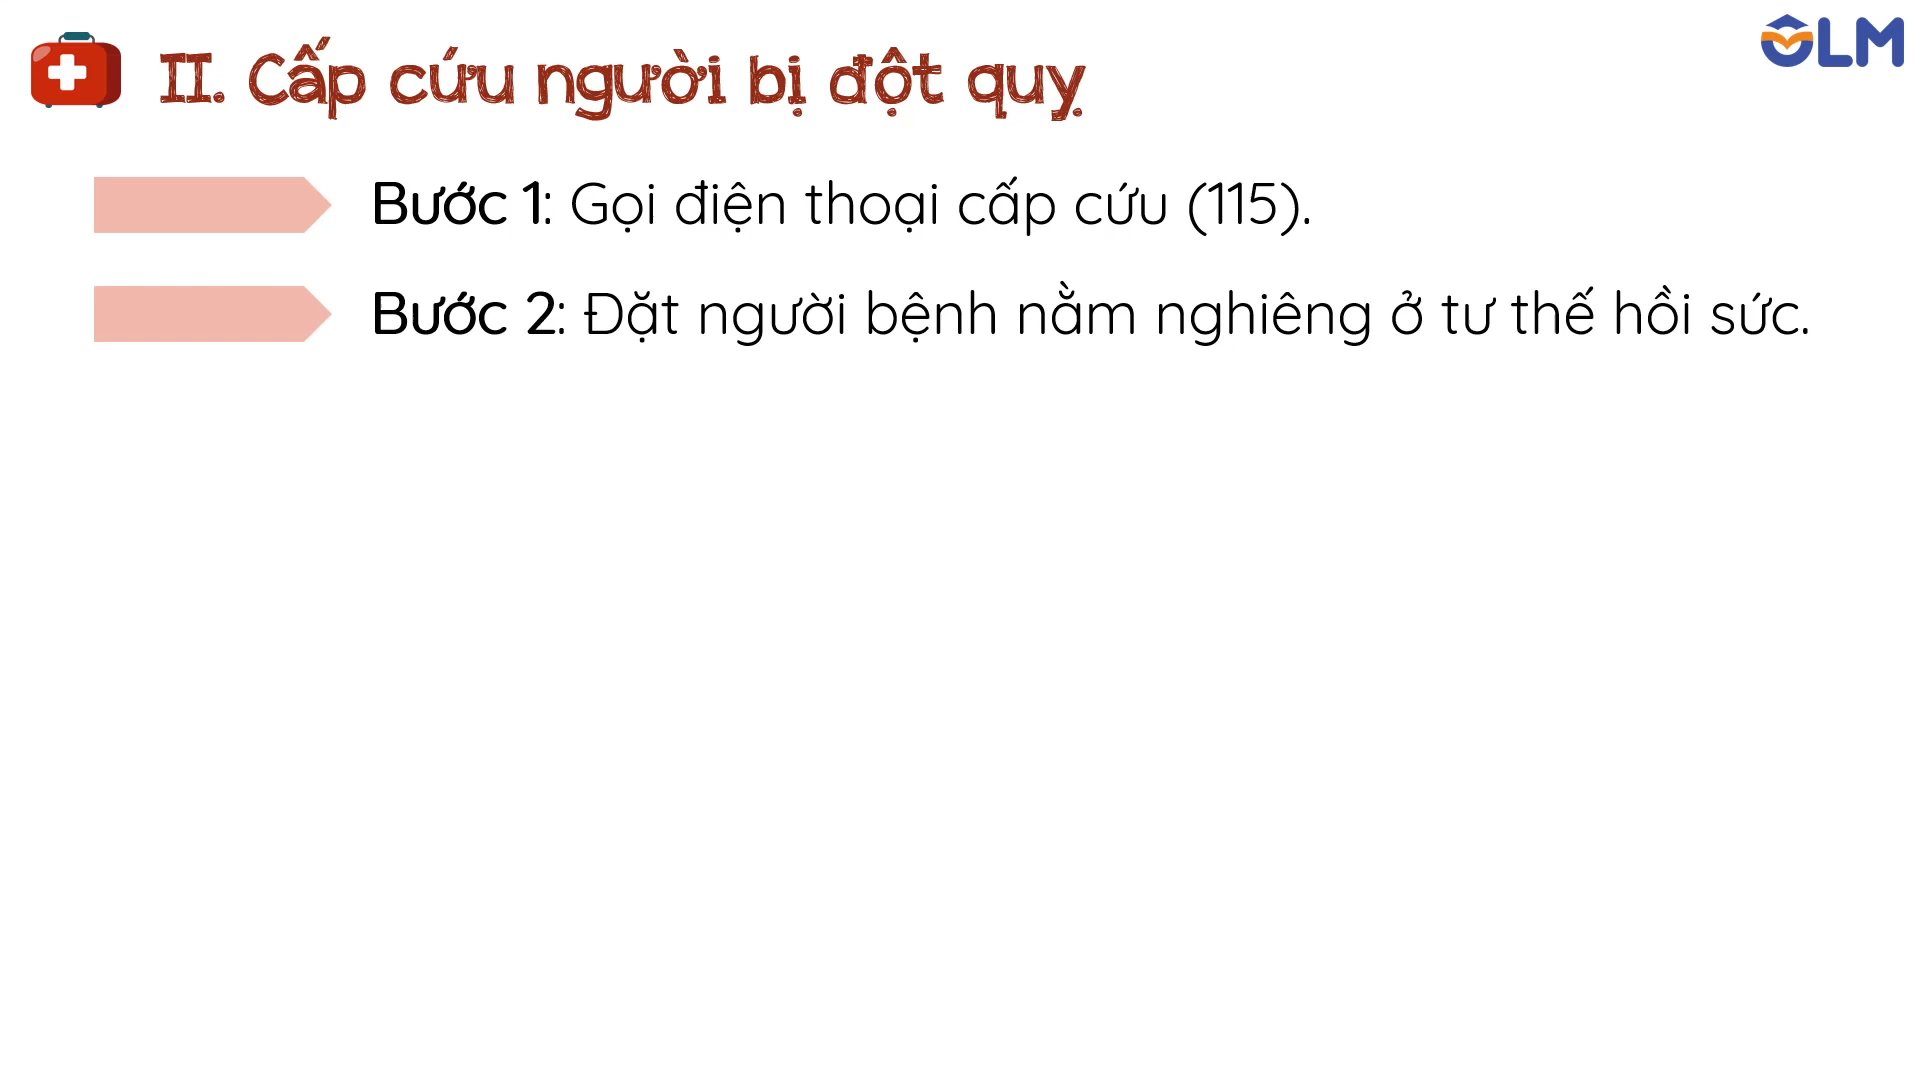 OLM
II. Cấp cứu người bị đột quỵ
Bước 1: Gọi điện thoại cấp cứu (115).
Bước 2: Đặt người bệnh nằm nghiêng ở tư thế hồi sức.